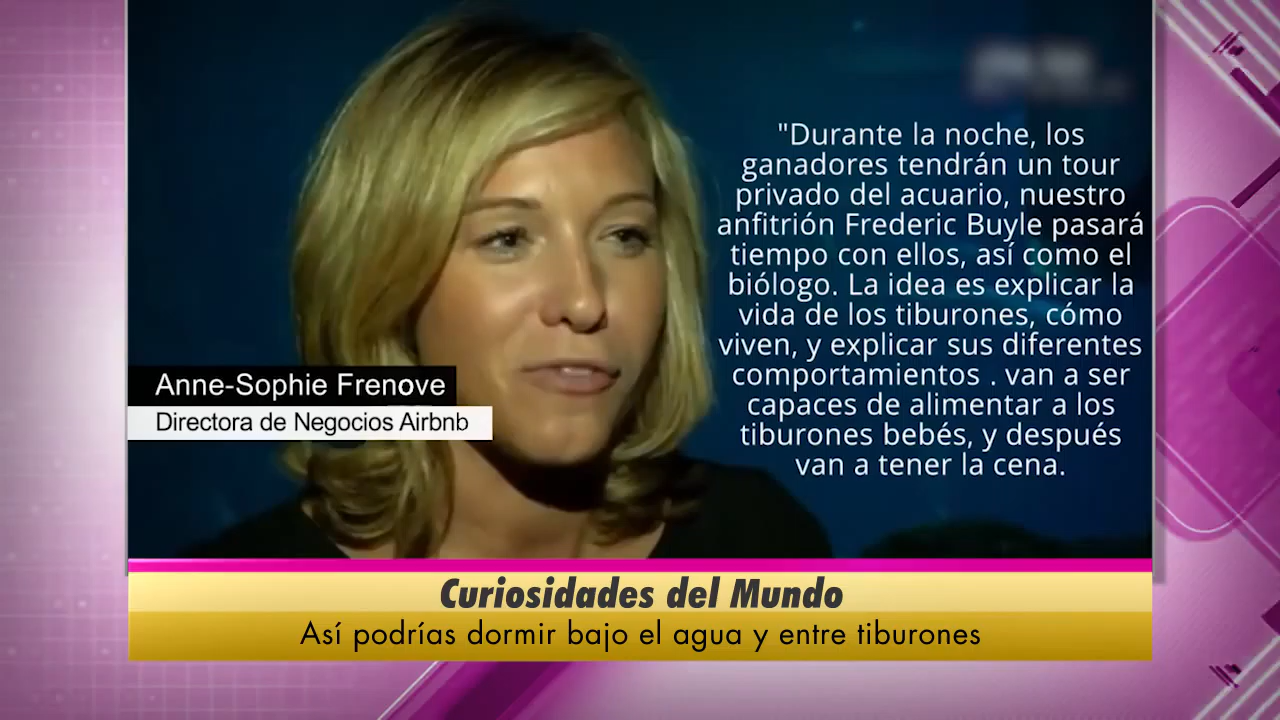 "Durante la noche, los
ganadores tendrán un tour
privado del acuario, nuestro
anfitrión Frederic Buyle pasará
tiempo con ellos, así como el
biólogo. La idea es explicar la
vida de los tiburones, cómo
viven, y explicar sus diferentes
comportamientos . van a ser
capaces de alimentar a los
tiburones bebés, y después
van a tener la cena.
Anne-Sophie Frenove
Directora de Negocios Airbnb
Curiosidades del Mundo
Así podrías dormir bajo el agua y entre tiburones